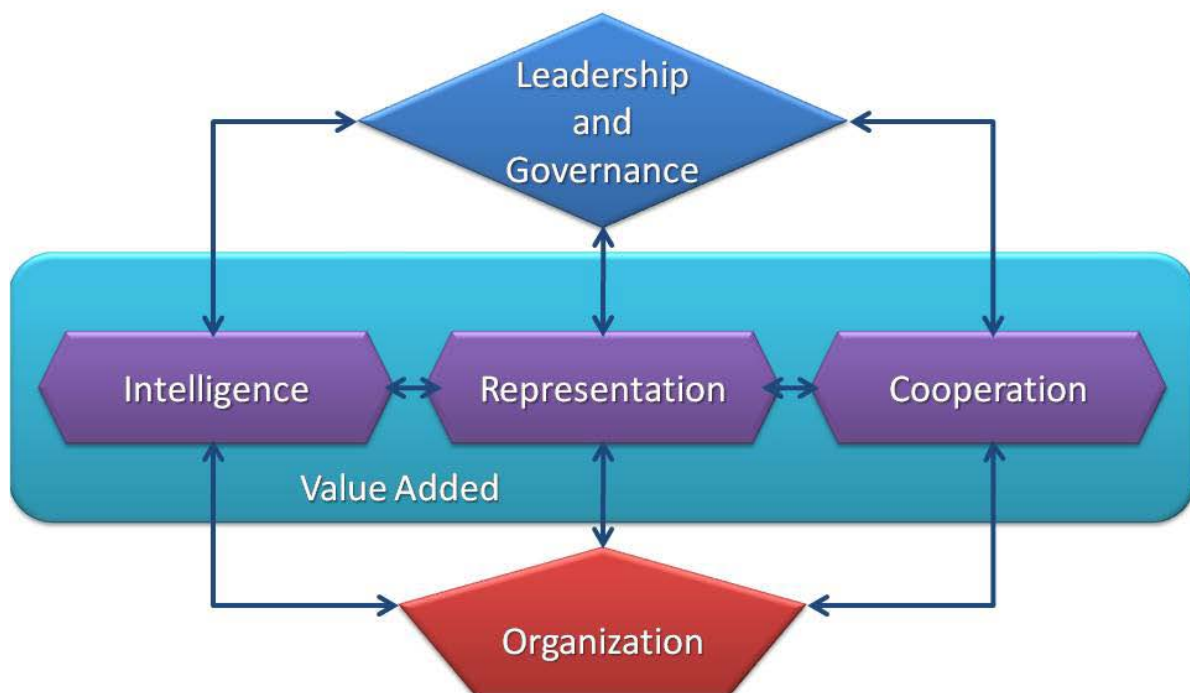 Leadership
and
Governance
Intelligence
Representation
Cooperation
Value Added
Organization